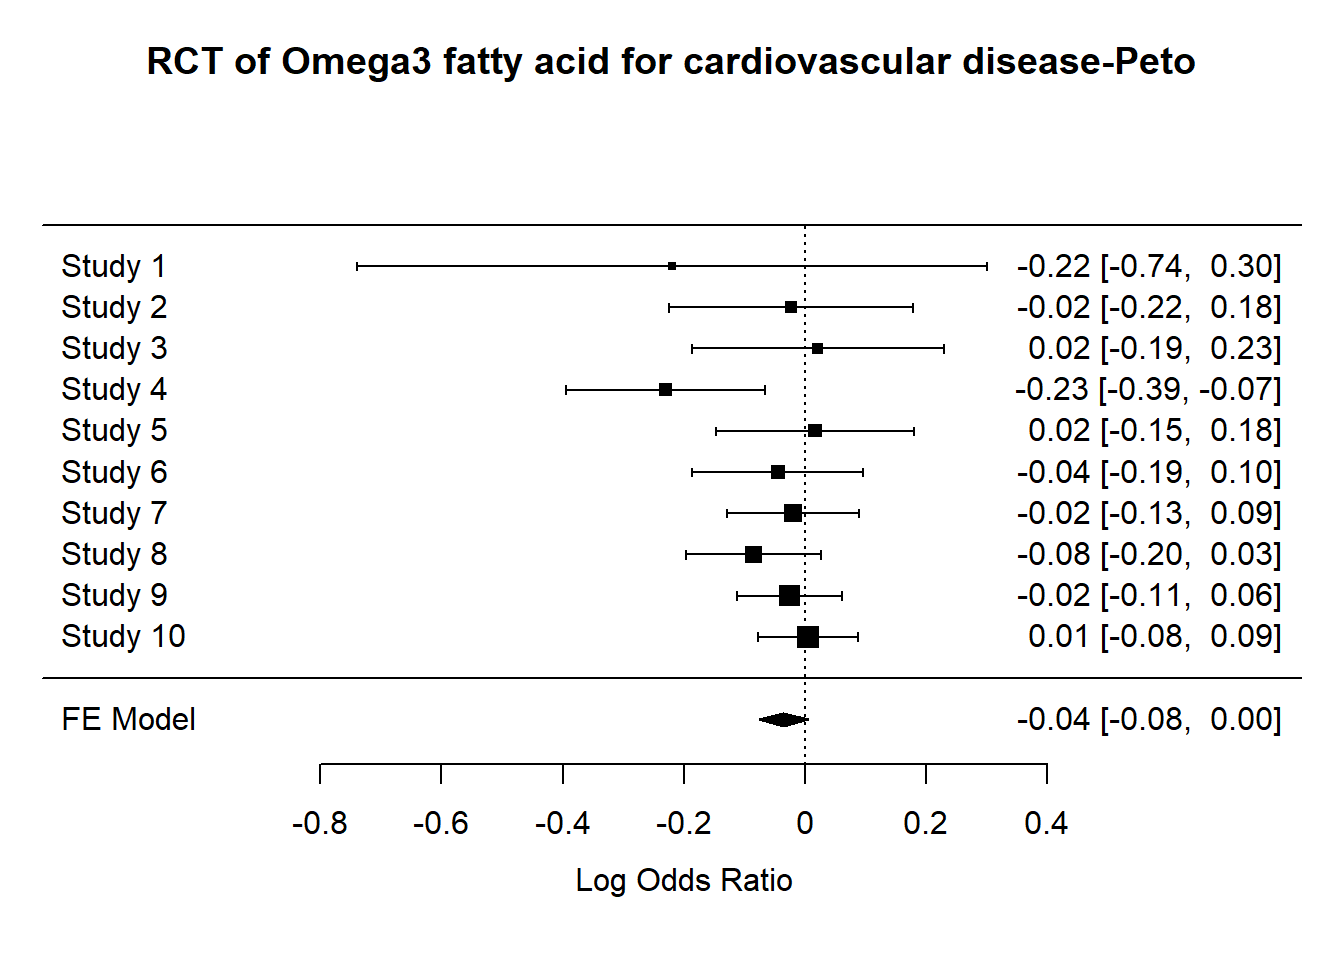 RCT of Omega3 fatty acid for cardiovascular disease-Peto
Study 1 -0.22 [-0.74, 0.30]
Study 2 -0.02 [-0.22, 0.18]
Study 3 0.02 [-0.19, 0.23]
Study 4 -0.23 [-0.39, -0.07]
Study 5 0.02 [-0.15, 0.18]
Study 6 -0.04 [-0.19, 0.10]
Study 7 -0.02 [-0.13, 0.09]
Study 8 -0.08 [-0.20, 0.03]
Study 9 -0.02 [-0.11, 0.06]
Study 10 0.01 [-0.08, 0.09]
FE Model -0.04 [-0.08, 0.00]
-0.8 -0.6 -0.4 -0.2 0 0.2 0.4
Log Odds Ratio